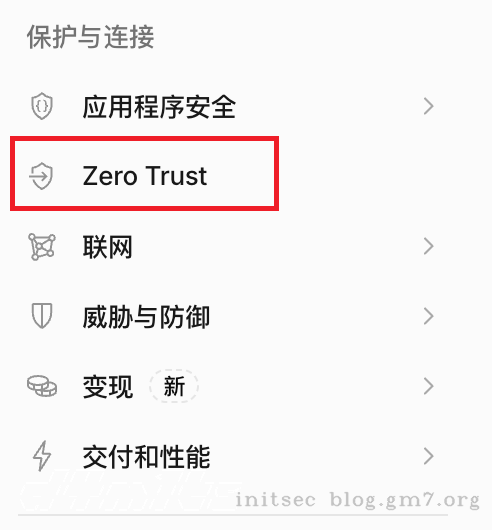 保护与连接
应用程序安全
Zero Trust
联网
威胁与防御
变现 新
交付和性能
initsec blog.gm7.org